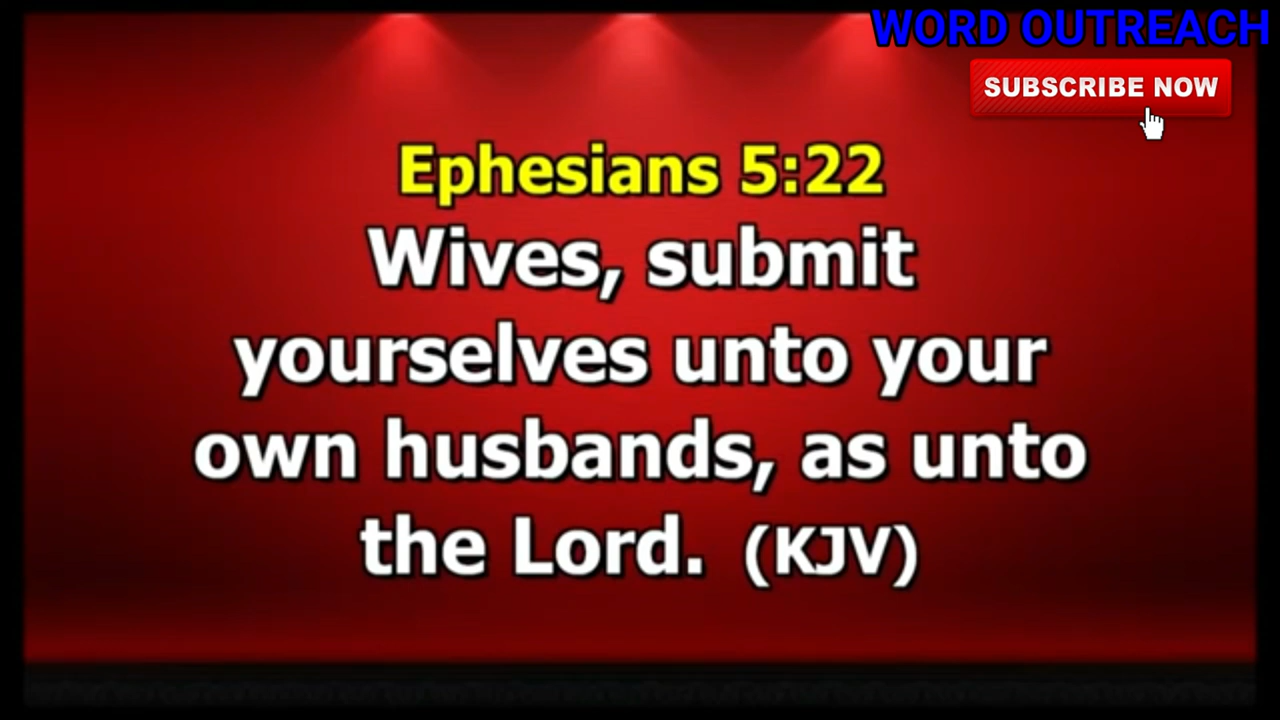 WORD OUTREACH
SUBSCRIBE NOW
Ephesians 5:22
Wives, submit
yourselves unto your
own husbands, as unto
the Lord. (KJV)